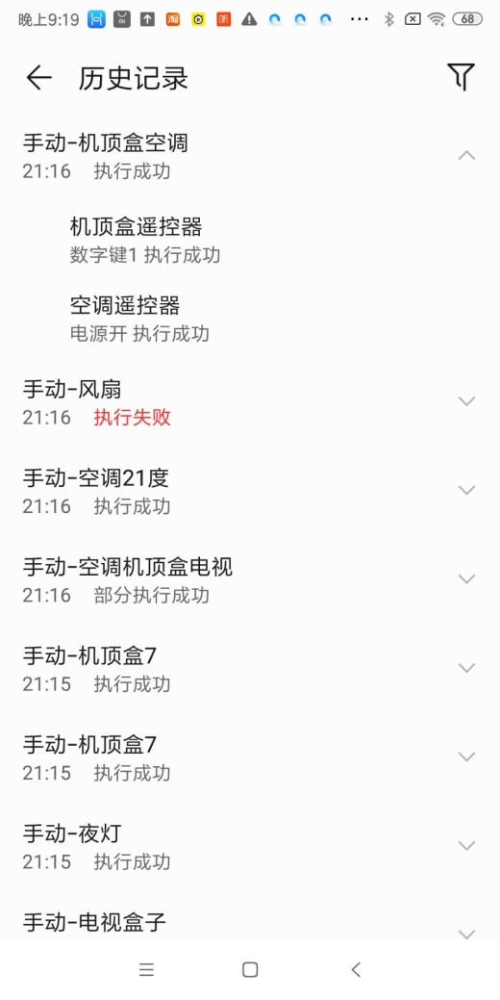 晚上9:19
68
历史记录
手动-机顶盒空调
21:16 执行成功
机顶盒遥控器
数字键1 执行成功
空调遥控器
电源开 执行成功
手动-风扇
21:16 执行失败
手动-空调21度
21:16 执行成功
手动-空调机顶盒电视
21:16 部分执行成功
手动-机顶盒7
21:15 执行成功
手动-机顶盒7
21:15 执行成功
手动-夜灯
21:15 执行成功
手动-电视盒子